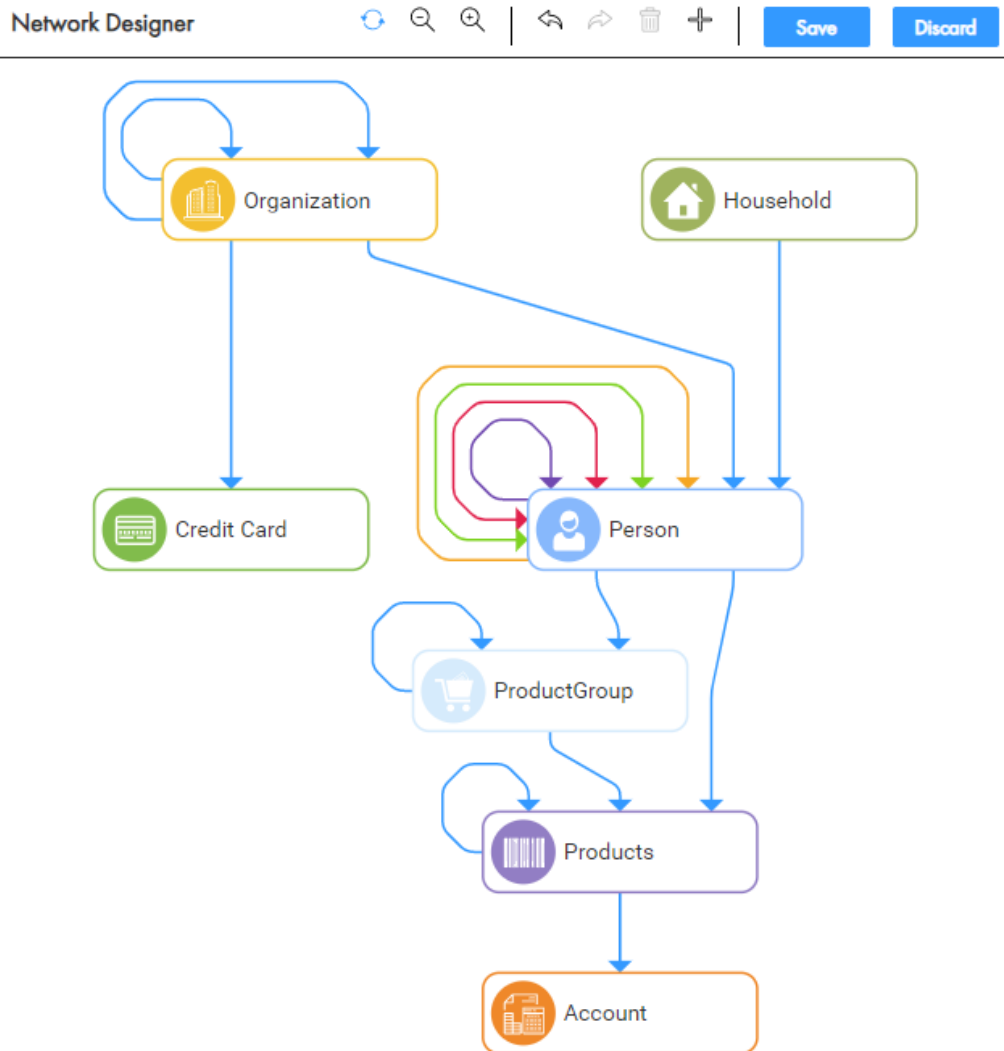 Network Designer
Save
Discard
Organization
Household
Credit Card
Person
ProductGroup
Products
Account